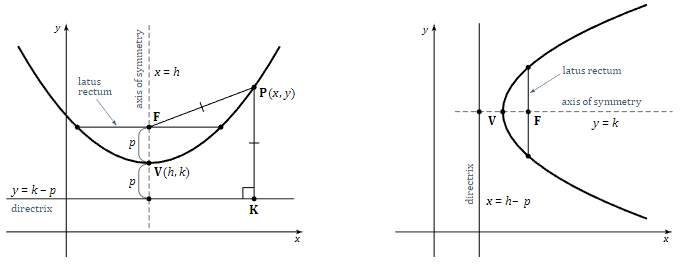 y
axis of symmetry
x = h
latus
rectum
F
P(x, y)
p
V(h, k)
p
y = k – p
directrix
K
x
y
latus rectum
axis of symmetry
V
F
y = k
directrix
x = h – p
x